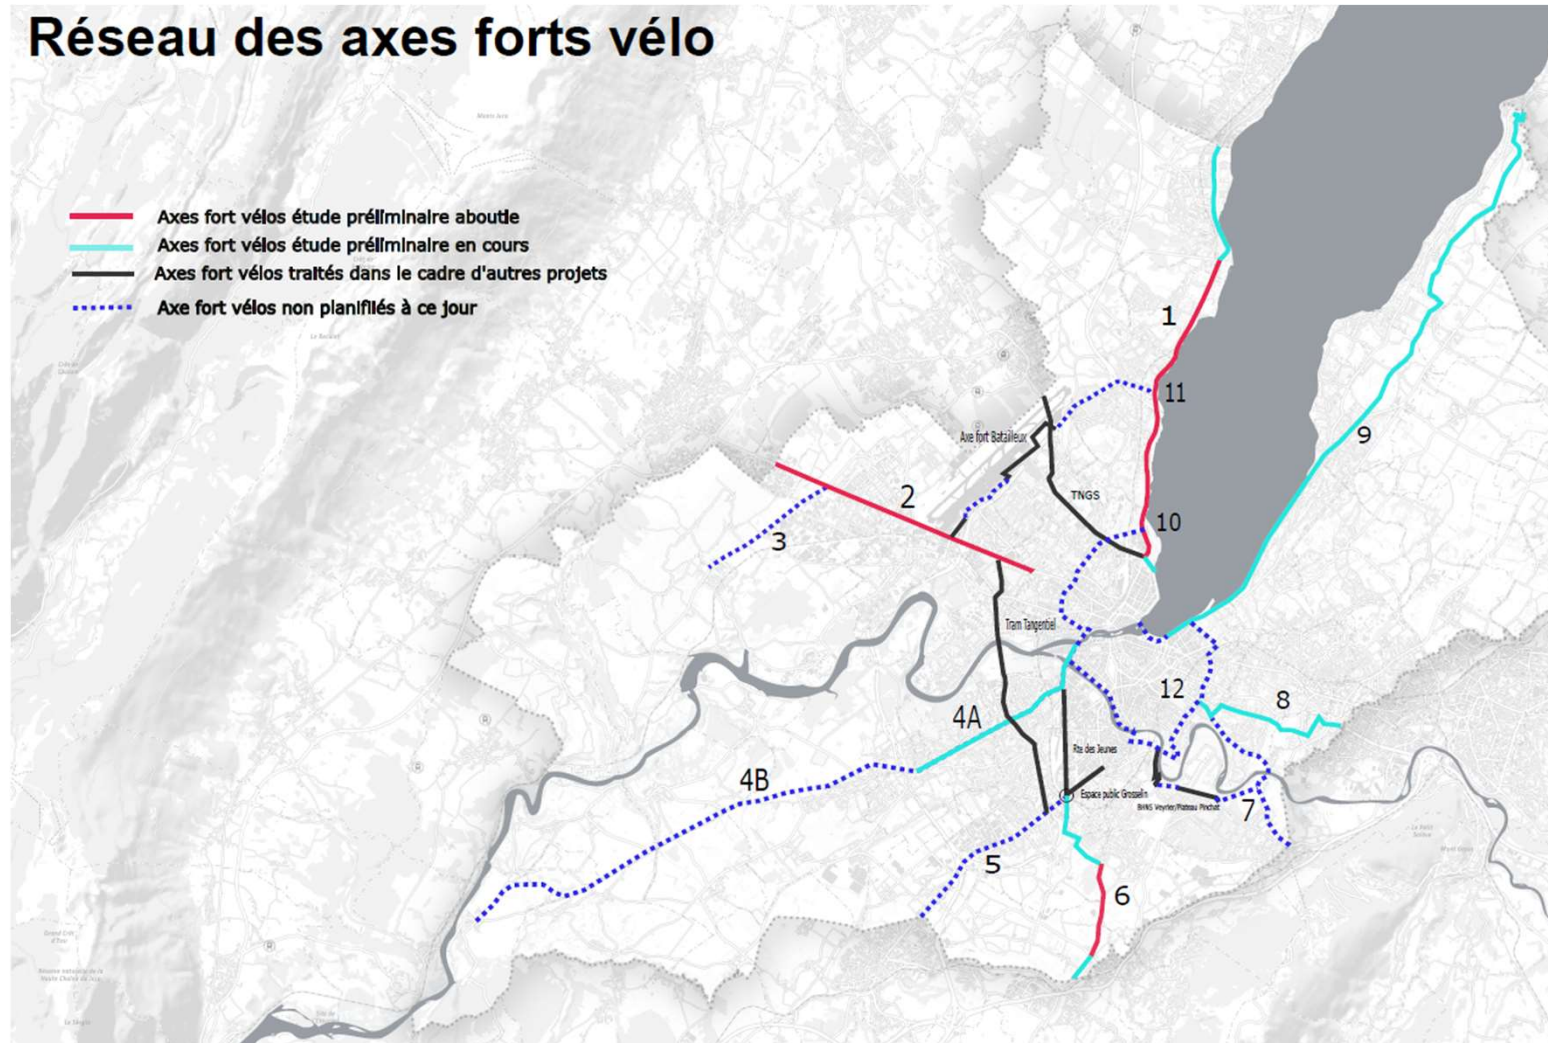 Réseau des axes forts vélo
Axes fort vélos étude préliminaire aboutie
Axes fort vélos étude préliminaire en cours
Axes fort vélos traités dans le cadre d'autres projets
Axe fort vélos non planifiés à ce jour
1
11
Axe fort Batailleux
9
2
TNGS
10
3
Tram Tangentiel
12
8
4A
Rte des Jeunes
4B
Espace public Grosselin
BHNS Veyrier/Plateau Pinchat
7
5
6